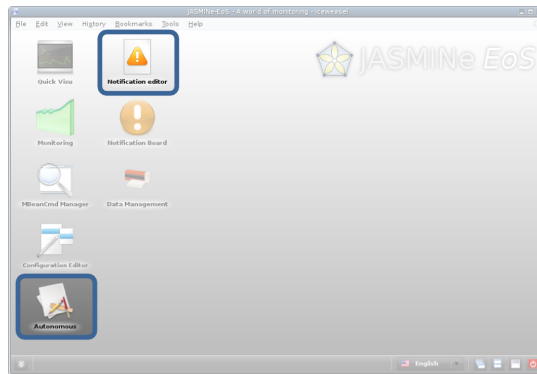 JASMINe-EoS - A world of monitoring - Iceweasel
File Edit View History Bookmarks Tools Help
JASMINe EoS
Quick View
Notification editor
Monitoring
Notification Board
MBeanCmd Manager
Data Management
Configuration Editor
Autonomous
English